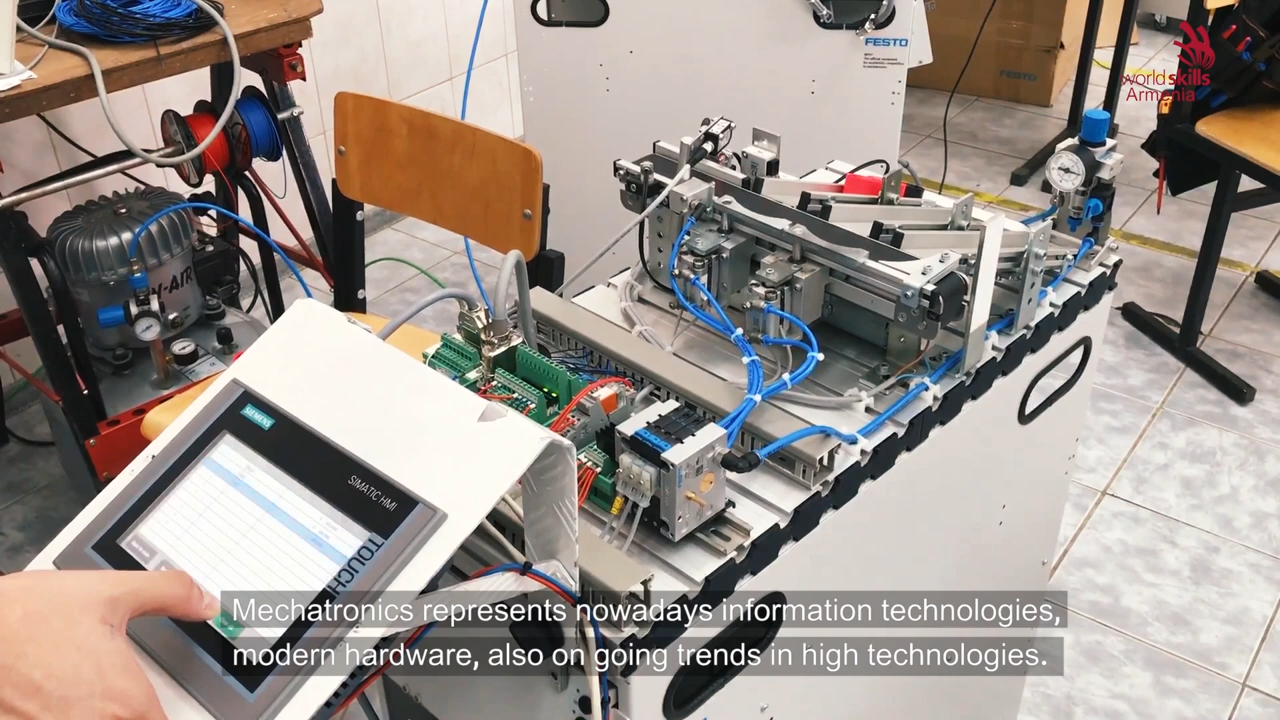 FESTO
FESTO
worldskills
Armenia
SIEMENS
SIMATIC HMI
TOUCH
Mechatronics represents nowadays information technologies,
modern hardware, also on going trends in high technologies.